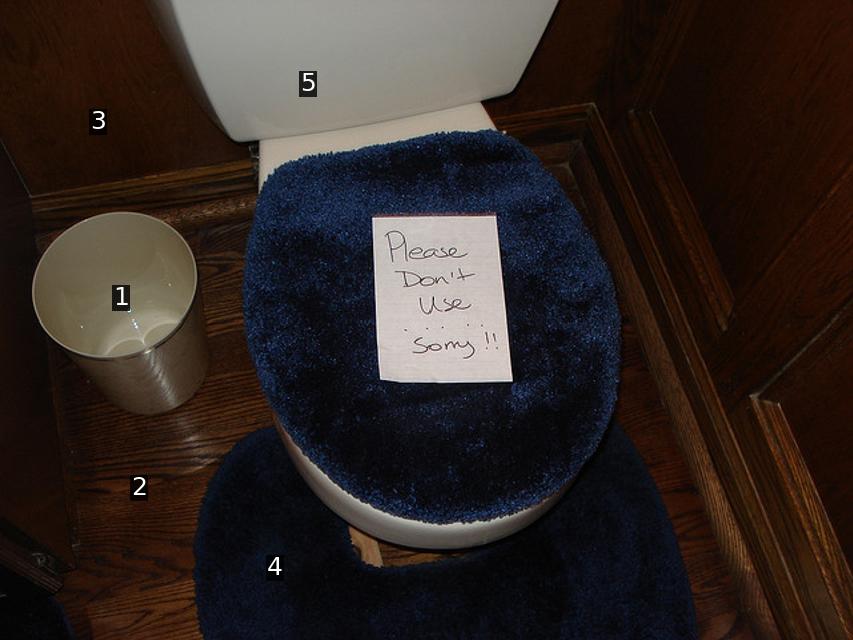 Please
Don't
Use
. . . . . .
Sorry !!